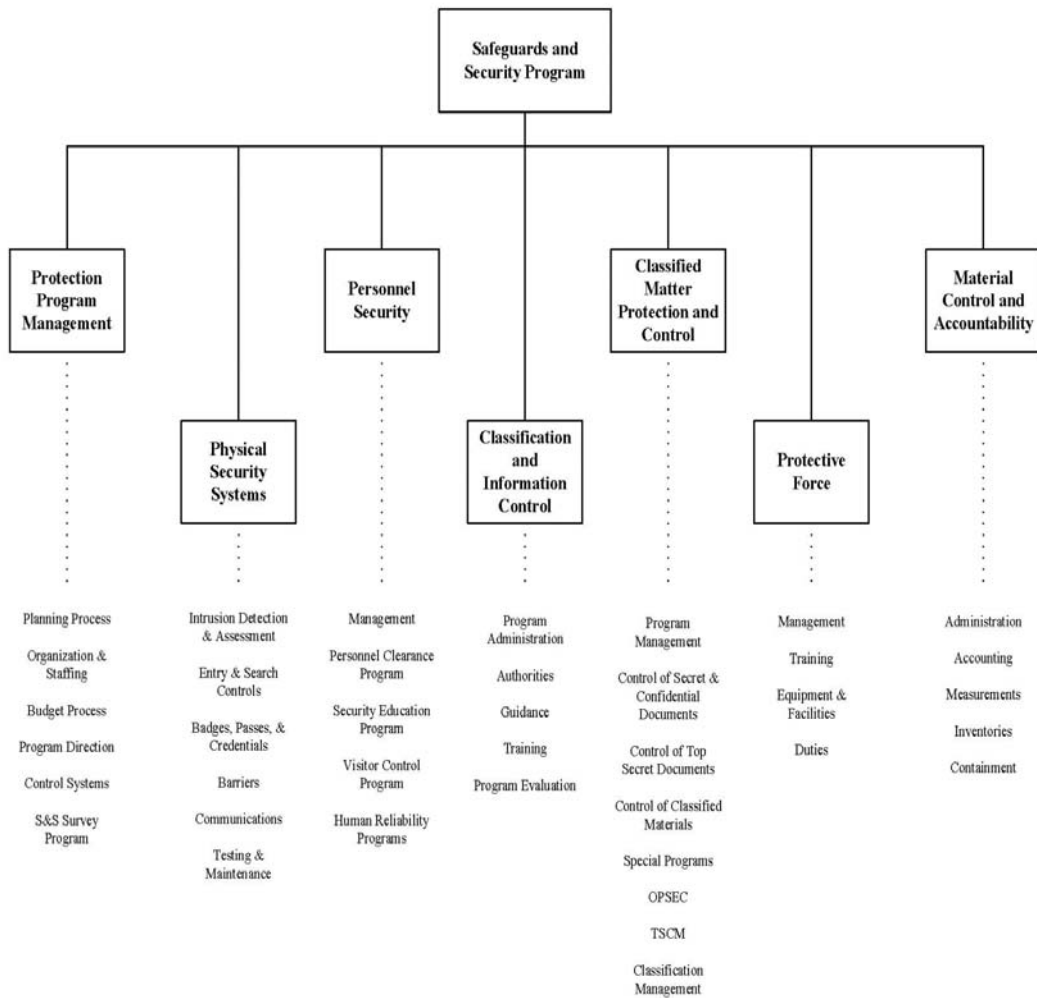 Safeguards and
Security Program
Protection
Program
Management
Personnel
Security
Classified
Matter
Protection and
Control
Material
Control and
Accountability
Physical
Security
Systems
Classification
and
Information
Control
Protective
Force
Planning Process
Organization &
Staffing
Budget Process
Program Direction
Control Systems
S&S Survey
Program
Intrusion Detection
& Assessment
Entry & Search
Controls
Badges, Passes, &
Credentials
Barriers
Communications
Testing &
Maintenance
Management
Personnel Clearance
Program
Security Education
Program
Visitor Control
Program
Human Reliability
Programs
Program
Administration
Authorities
Guidance
Training
Program Evaluation
Program
Management
Control of Secret &
Confidential
Documents
Control of Top
Secret Documents
Control of Classified
Materials
Special Programs
OPSEC
TSCM
Classification
Management
Management
Training
Equipment &
Facilities
Duties
Administration
Accounting
Measurements
Inventories
Containment